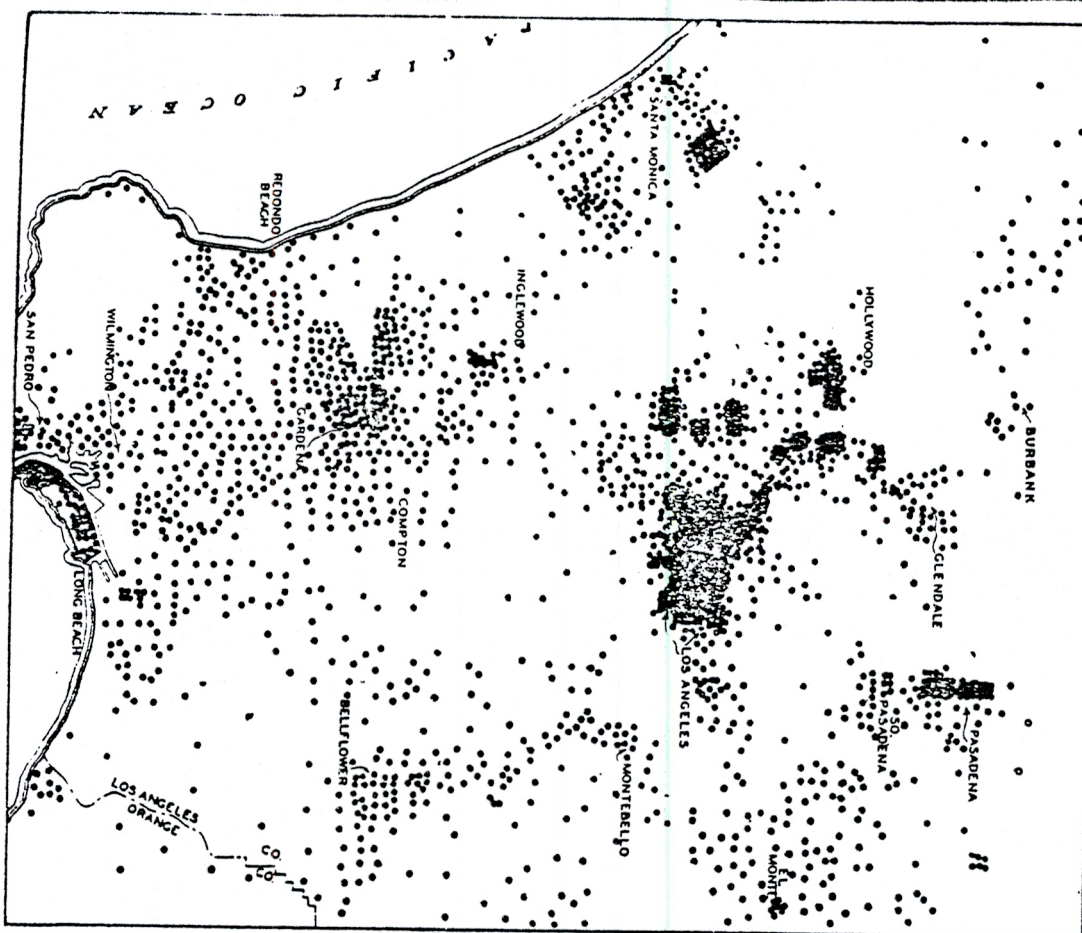 PACIFIC OCEAN
SANTA MONICA
REDONDO
BEACH
INGLEWOOD
HOLLYWOOD
BURBANK
SAN PEDRO
WILMINGTON
GARDENA
COMPTON
GLENDALE
LONG BEACH
LOS ANGELES
SO.
PASADENA
PASADENA
BELLFLOWER
MONTEBELLO
EL
MONTE
LOS ANGELES
ORANGE
CO.
CO.